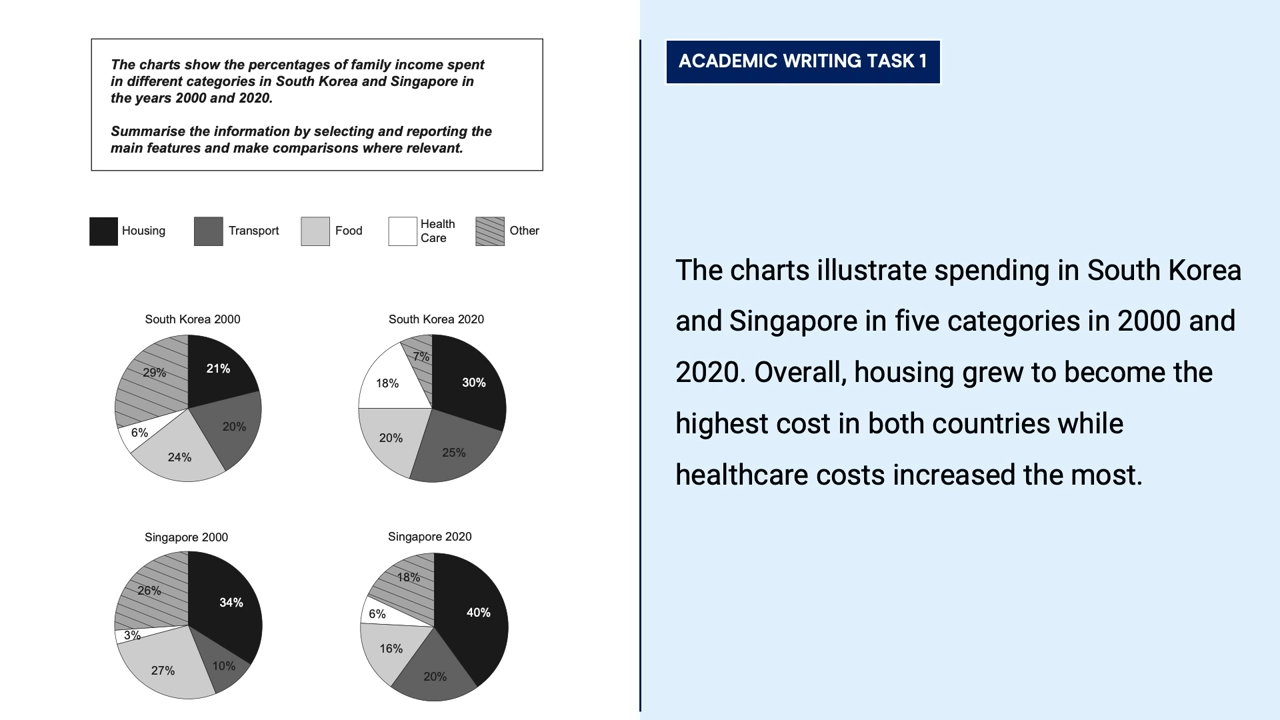 The charts show the percentages of family income spent
in different categories in South Korea and Singapore in
the years 2000 and 2020.
Summarise the information by selecting and reporting the
main features and make comparisons where relevant.
Housing
Transport
Food
Health
Care
Other
South Korea 2000
29%
21%
6%
20%
24%
South Korea 2020
7%
18%
30%
20%
25%
Singapore 2000
26%
34%
3%
27%
10%
Singapore 2020
18%
6%
40%
16%
20%
ACADEMIC WRITING TASK 1
The charts illustrate spending in South Korea
and Singapore in five categories in 2000 and
2020. Overall, housing grew to become the
highest cost in both countries while
healthcare costs increased the most.